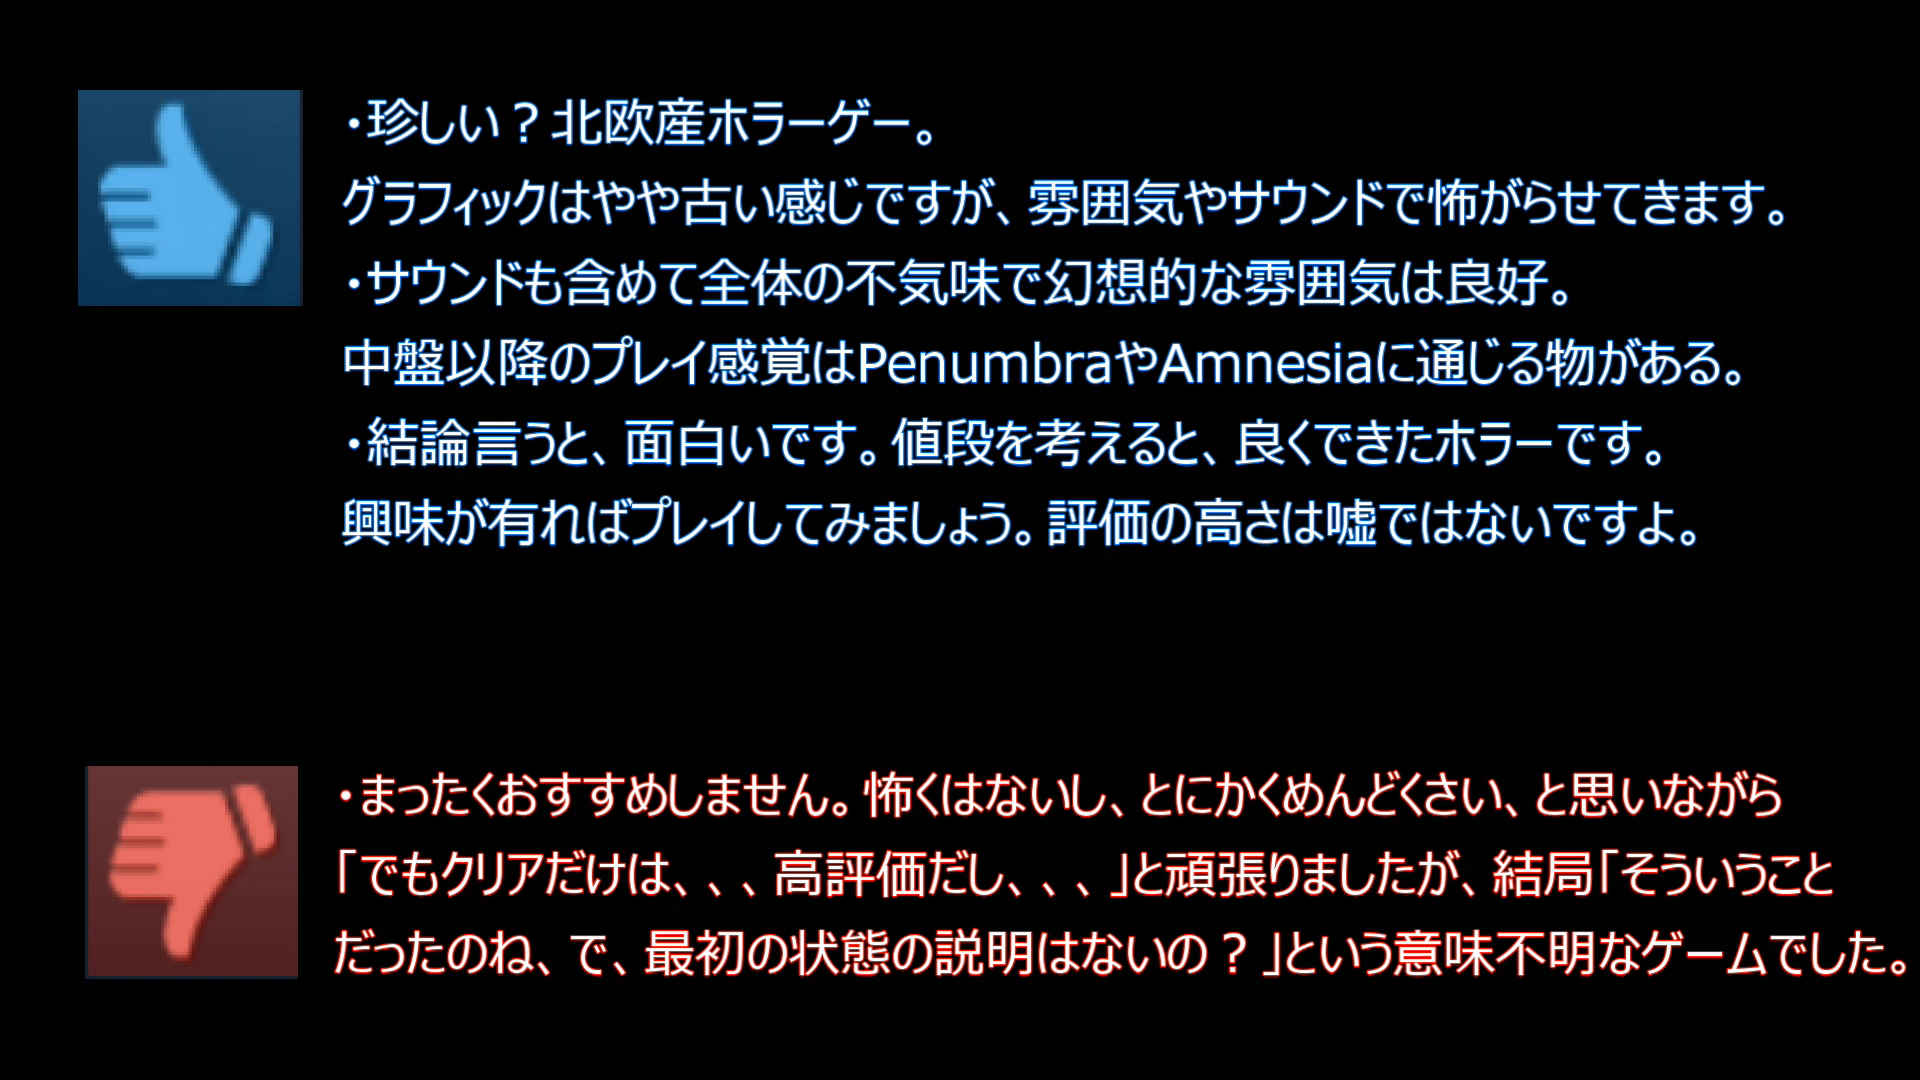 ・珍しい？北欧産ホラーゲー。
グラフィックはやや古い感じですが、雰囲気やサウンドで怖がらせてきます。
・サウンドも含めて全体の不気味で幻想的な雰囲気は良好。
中盤以降のプレイ感覚はPenumbraやAmnesiaに通じる物がある。
・結論言うと、面白いです。値段を考えると、良くできたホラーです。
興味が有ればプレイしてみましょう。評価の高さは嘘ではないですよ。
・まったくおすすめしません。怖くはないし、とにかくめんどくさい、と思いながら
「でもクリアだけは、、、高評価だし、、、」と頑張りましたが、結局「そういうこと
だったのね、で、最初の状態の説明はないの？」という意味不明なゲームでした。